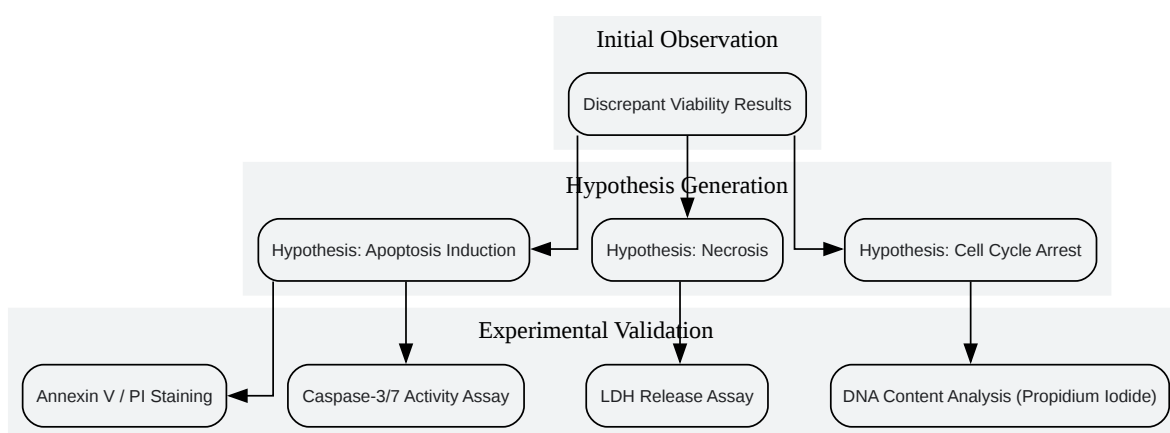 Initial Observation
Discrepant Viability Results
Hypothesis Generation
Hypothesis: Apoptosis Induction
Hypothesis: Necrosis
Hypothesis: Cell Cycle Arrest
Experimental Validation
Annexin V / PI Staining
Caspase-3/7 Activity Assay
LDH Release Assay
DNA Content Analysis (Propidium Iodide)